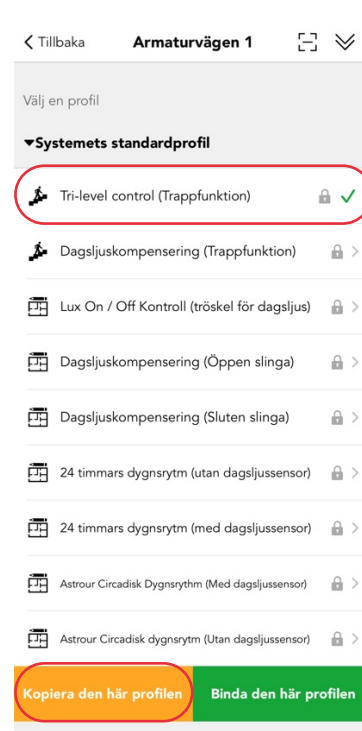 Tillbaka
Armaturvägen 1
Välj en profil
▾Systemets standardprofil
Tri-level control (Trappfunktion)
Dagsljuskompensering (Trappfunktion)
Lux On / Off Kontroll (tröskel för dagsljus)
Dagsljuskompensering (Öppen slinga)
Dagsljuskompensering (Sluten slinga)
24 timmars dygnsrytm (utan dagsljussensor)
24 timmars dygnsrytm (med dagsljussensor)
Astrour Circadisk Dygnsrythm (Med dagsljussensor)
Astrour Circadisk dygnsrytm (Utan dagsljussensor)
Kopiera den här profilen
Binda den här profilen